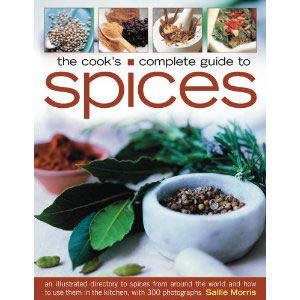 the cook's complete guide to
spices
an illustrated directory to spices from around the world and how
to use them in the kitchen, with 300 photographs Sallie Morris